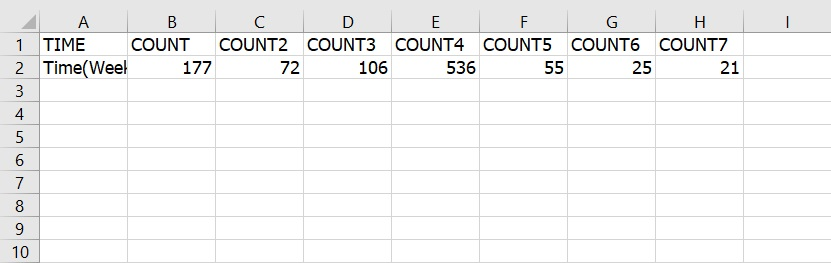 A B C D E F G H I
1 TIME COUNT COUNT2 COUNT3 COUNT4 COUNT5 COUNT6 COUNT7
2 Time(Week 177 72 106 536 55 25 21
3
4
5
6
7
8
9
10